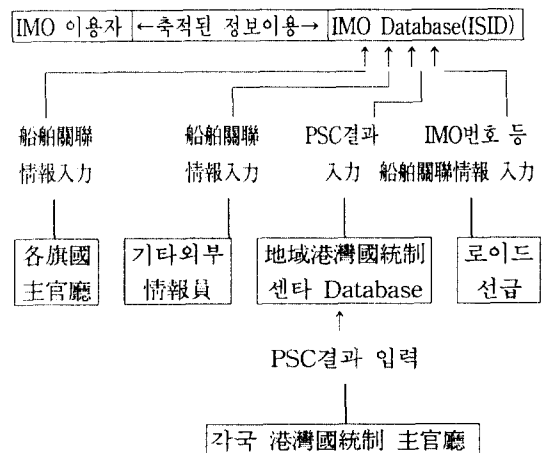 IMO 이용자 ←축적된 정보이용→ IMO Database(ISID)
船舶關聯 船舶關聯 PSC결과 IMO번호 등
情報入力 情報入力 入力 船舶關聯情報 入力
各旗國 기타외부 地域港灣國統制 로이드
主官廳 情報員 센타 Database 선급
PSC결과 입력
각국 港灣國統制 主官廳